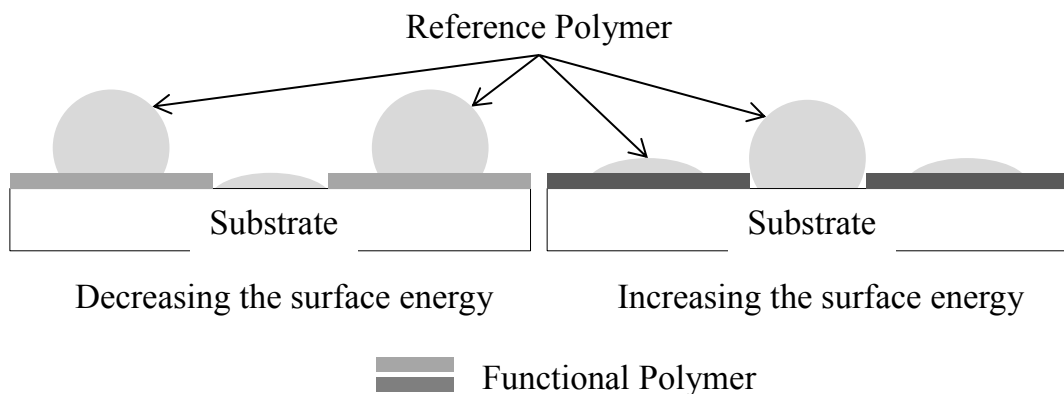 Reference Polymer
Substrate
Substrate
Decreasing the surface energy
Increasing the surface energy
Functional Polymer